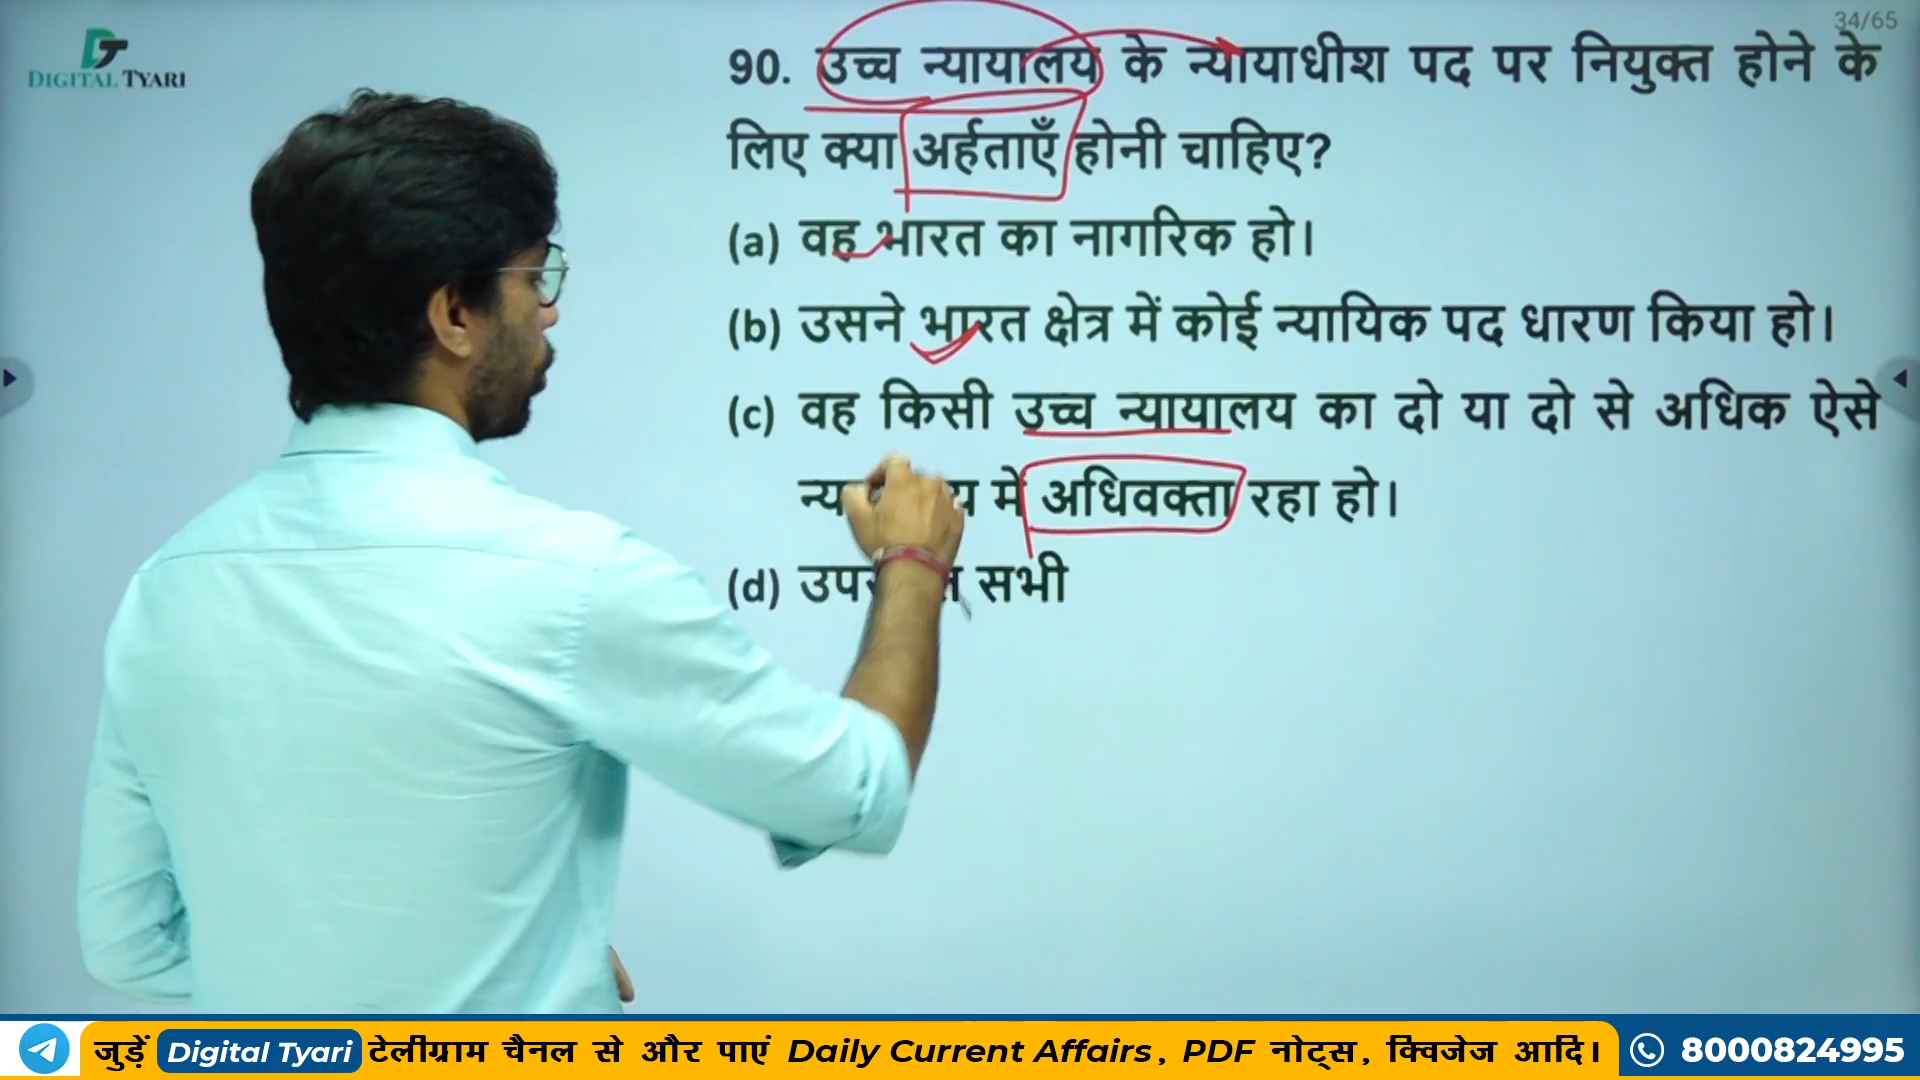 34/65
DT
DIGITAL TYARI
90. उच्च न्यायालय के न्यायाधीश पद पर नियुक्त होने के
लिए क्या अर्हताएँ होनी चाहिए?
(a) वह भारत का नागरिक हो।
(b) उसने भारत क्षेत्र में कोई न्यायिक पद धारण किया हो।
(c) वह किसी उच्च न्यायालय का दो या दो से अधिक ऐसे
में अधिवक्ता रहा हो।
(d) सभी
जुड़ें Digital Tyari टेलीग्राम चैनल से और पाएं Daily Current Affairs, PDF नोट्स, क्विजेज आदि। 8000824995